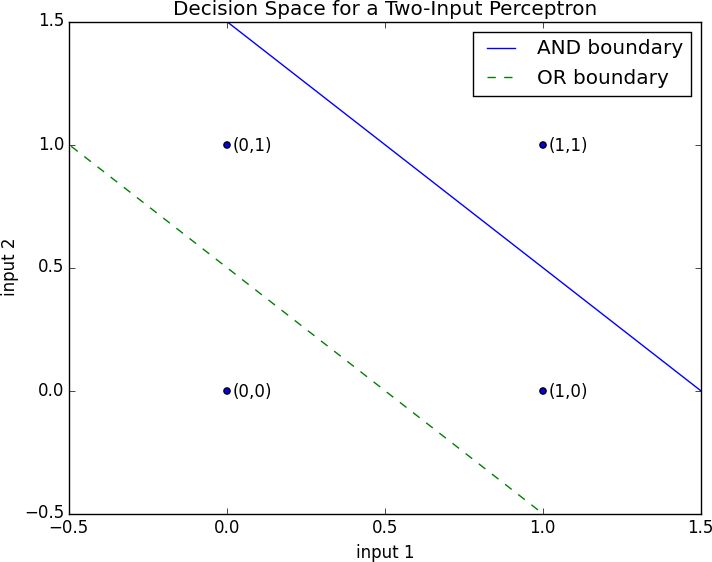 Decision Space for a Two-Input Perceptron
1.5
AND boundary
OR boundary
1.0
(0,1)
(1,1)
input 2
0.5
0.0
(0,0)
(1,0)
−0.5
−0.5
0.0
0.5
1.0
1.5
input 1